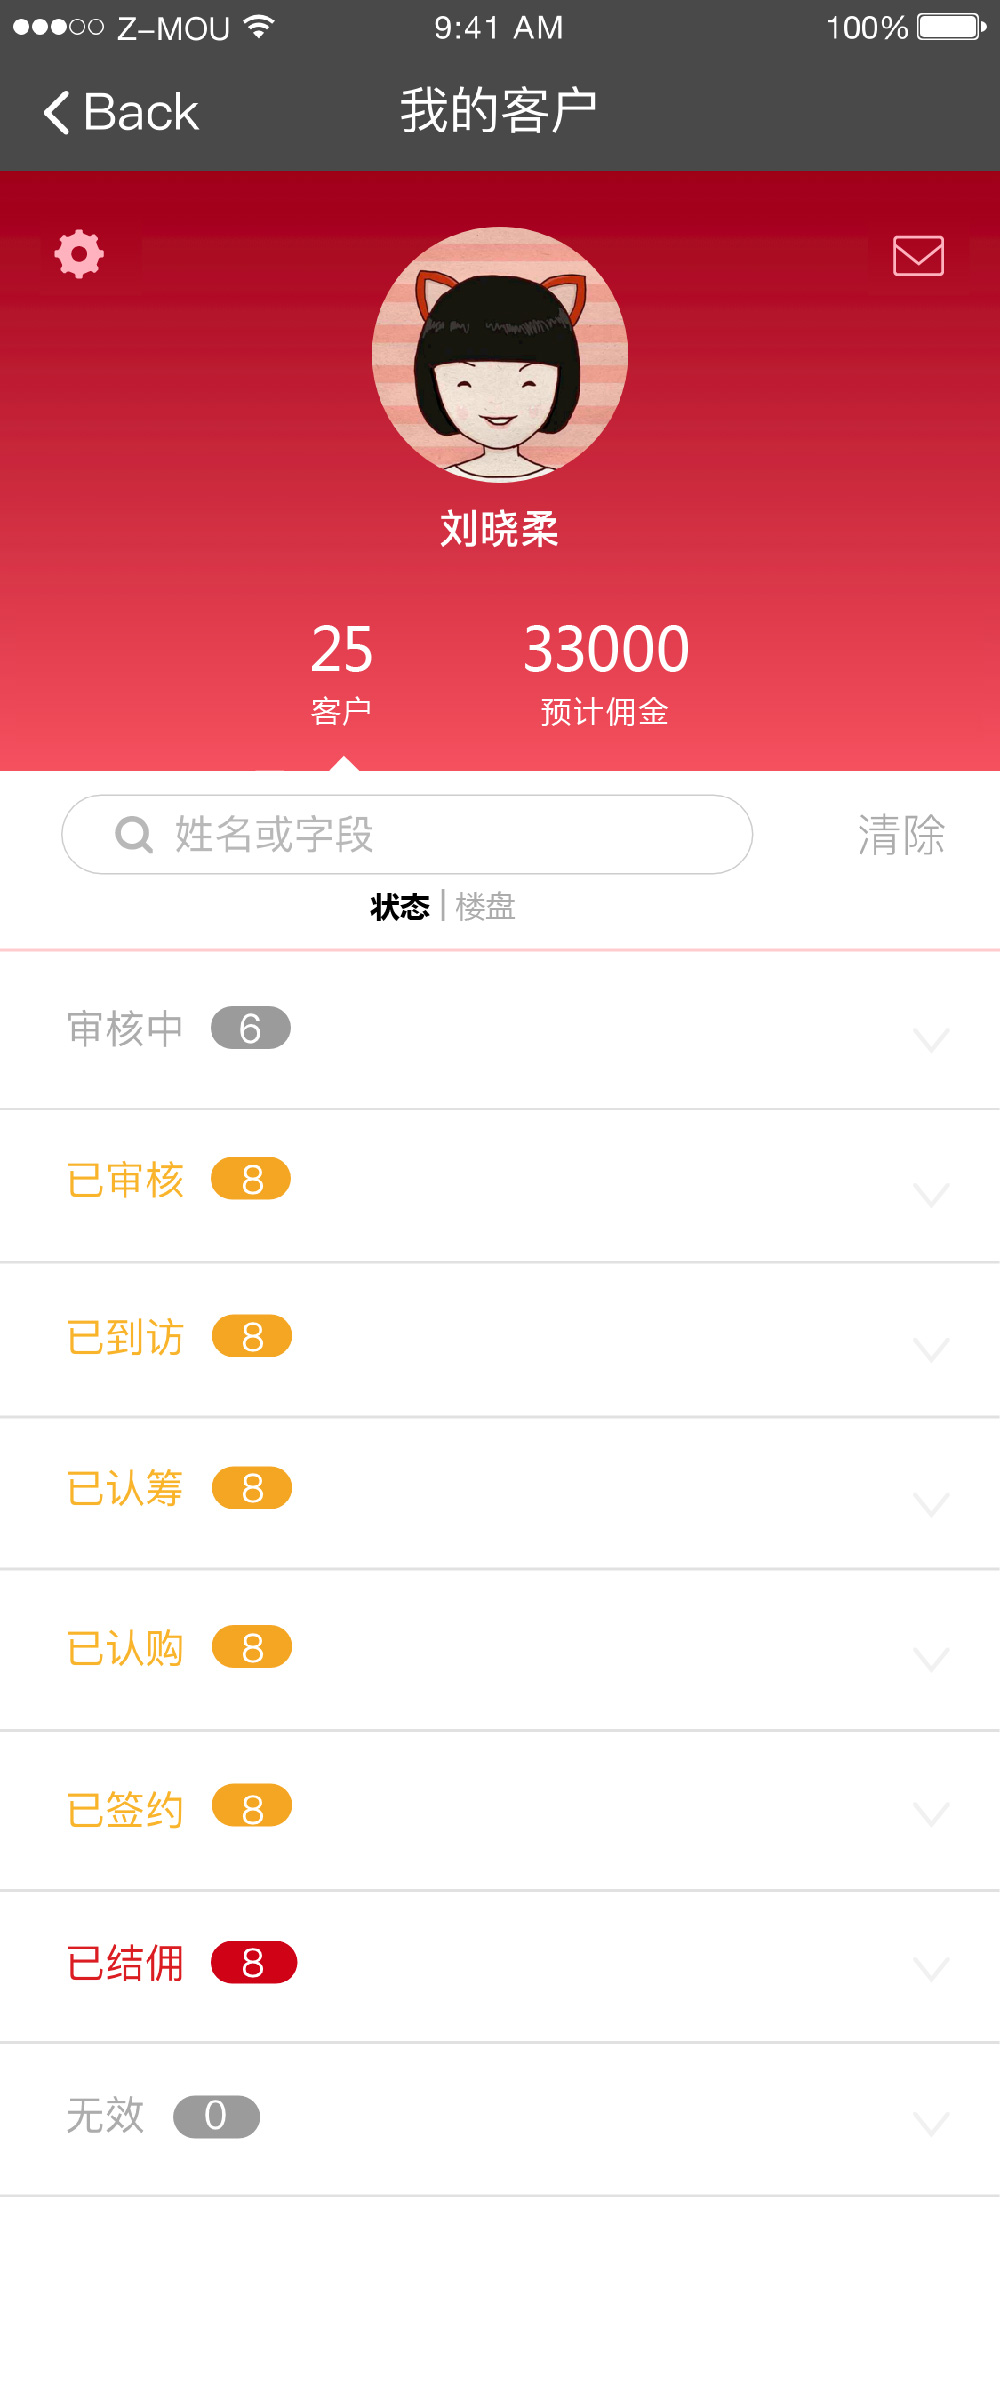 Z-MOU 9:41 AM 100%
Back 我的客户
刘晓柔
25 33000
客户 预计佣金
姓名或字段 清除
状态 | 楼盘
审核中 6
已审核 8
已到访 8
已认筹 8
已认购 8
已签约 8
已结佣 8
无效 0